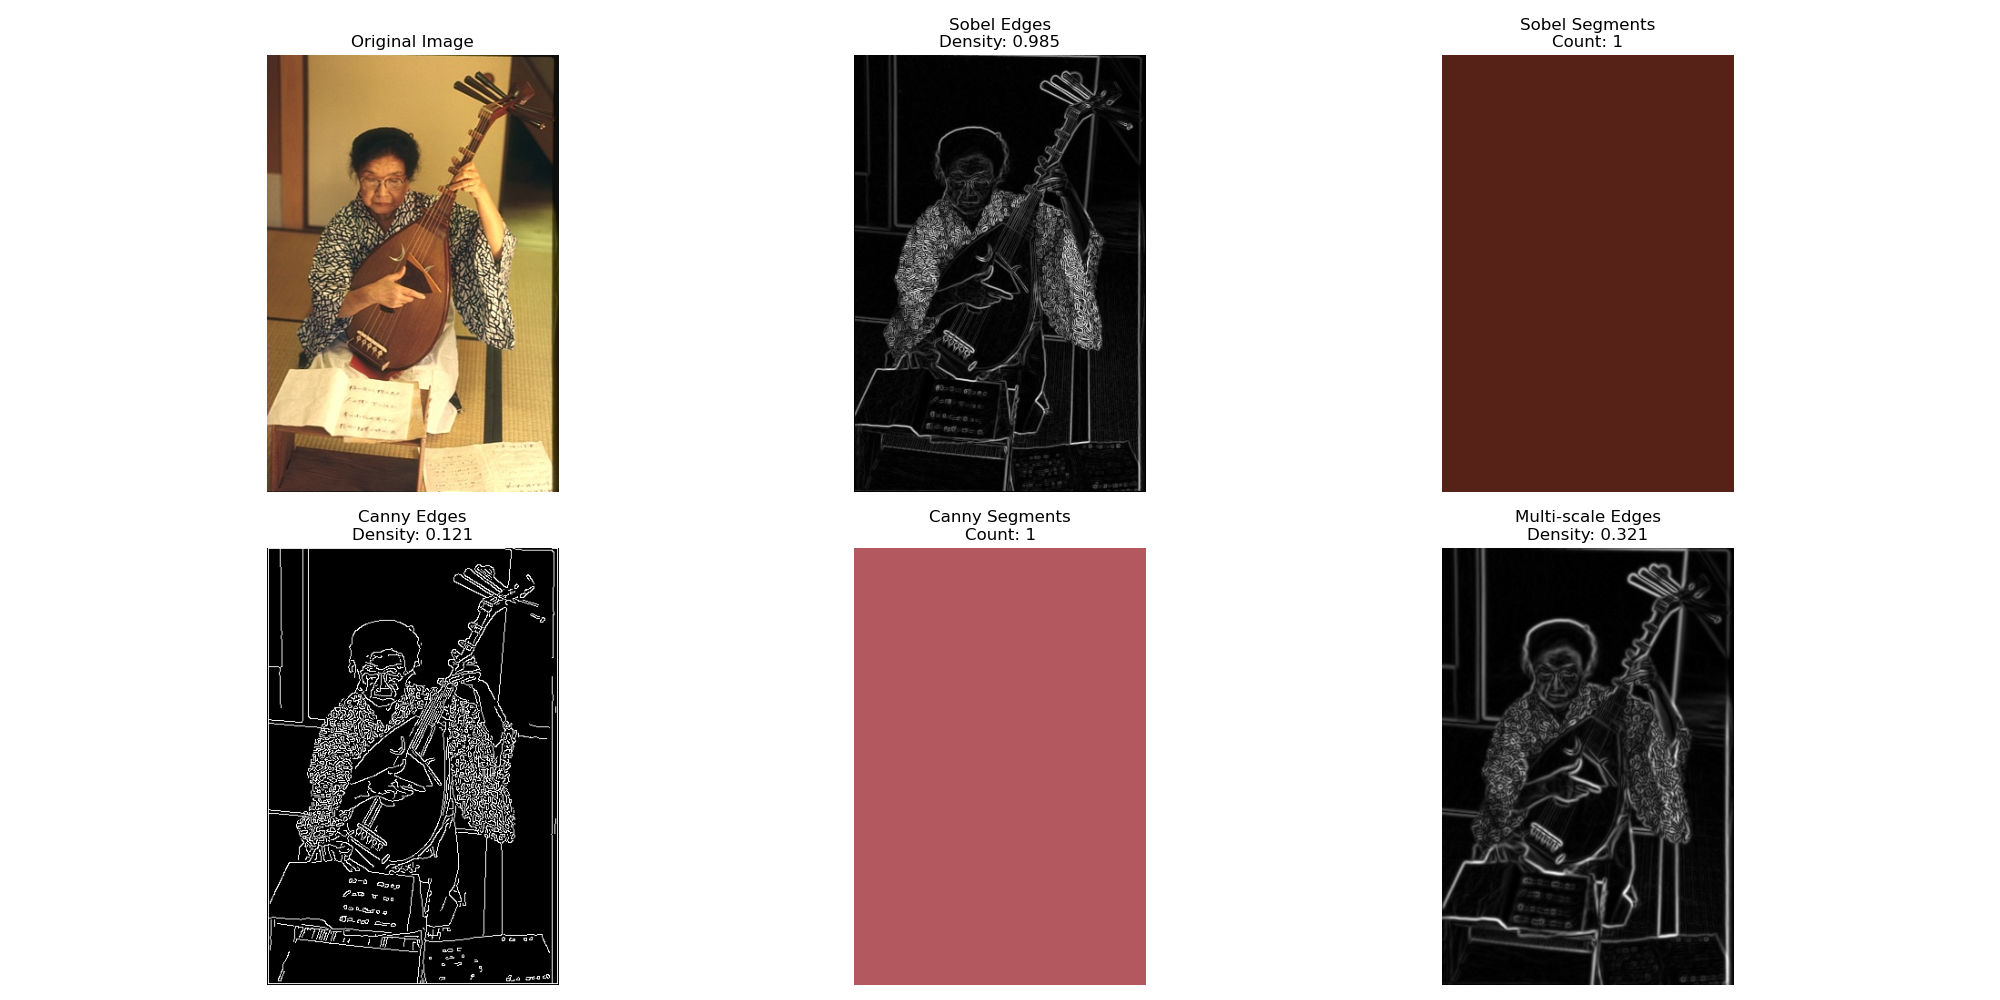 Original Image
Sobel Edges
Density: 0.985
Sobel Segments
Count: 1
Canny Edges
Density: 0.121
Canny Segments
Count: 1
Multi-scale Edges
Density: 0.321